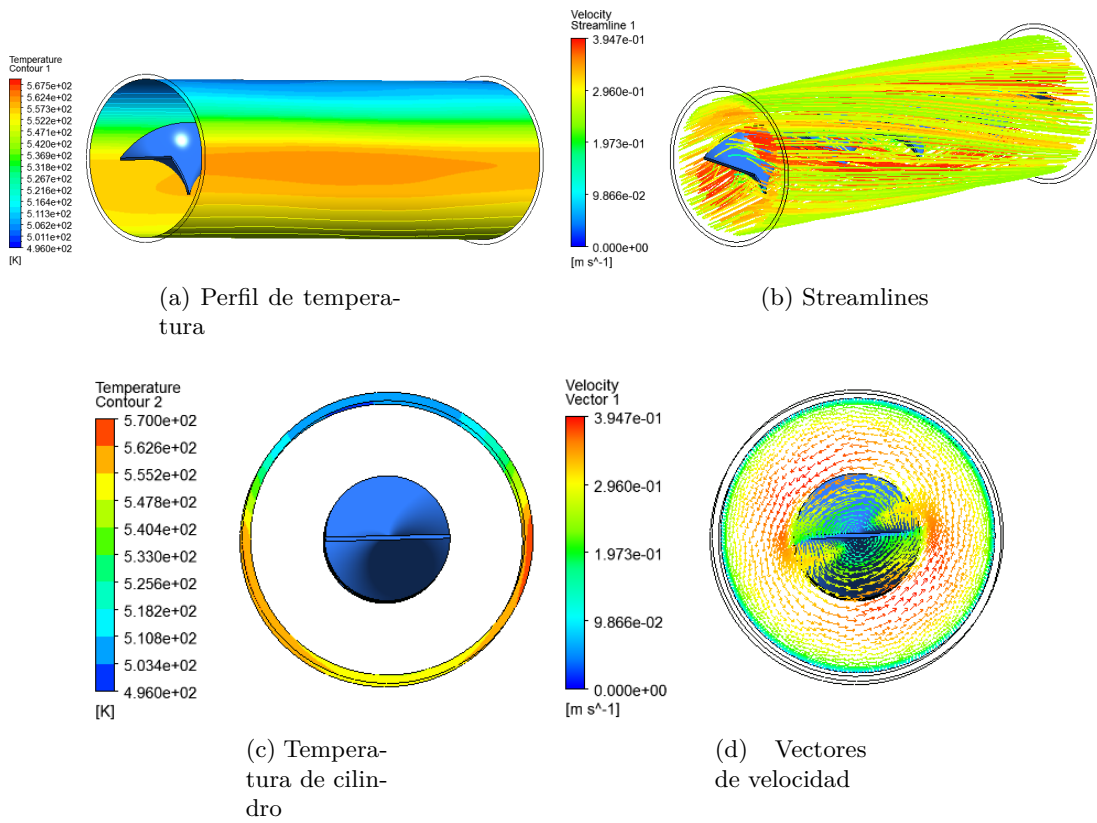 Temperature
Contour 1
5.675e+02
5.624e+02
5.573e+02
5.522e+02
5.471e+02
5.420e+02
5.369e+02
5.318e+02
5.267e+02
5.216e+02
5.164e+02
5.113e+02
5.062e+02
5.011e+02
4.960e+02
[K]
(a) Perfil de tempera-
tura
Velocity
Streamline 1
3.947e-01
2.960e-01
1.973e-01
9.866e-02
0.000e+00
[m s^-1]
(b) Streamlines
Temperature
Contour 2
5.700e+02
5.626e+02
5.552e+02
5.478e+02
5.404e+02
5.330e+02
5.256e+02
5.182e+02
5.108e+02
5.034e+02
4.960e+02
[K]
(c) Tempera-
tura de cilin-
dro
Velocity
Vector 1
3.947e-01
2.960e-01
1.973e-01
9.866e-02
0.000e+00
[m s^-1]
(d) Vectores
de velocidad